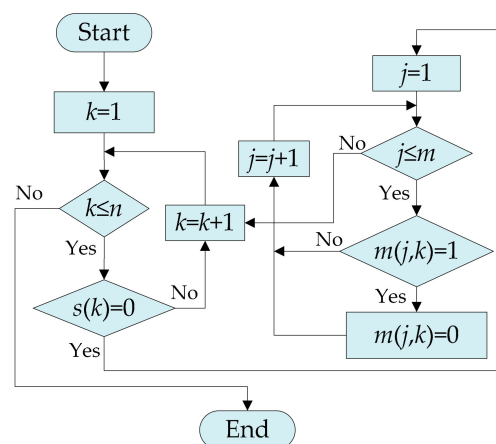 Start
k=1
k≤n
No
Yes
s(k)=0
No
Yes
k=k+1
End
j=1
j≤m
No
Yes
j=j+1
m(j,k)=1
No
Yes
m(j,k)=0